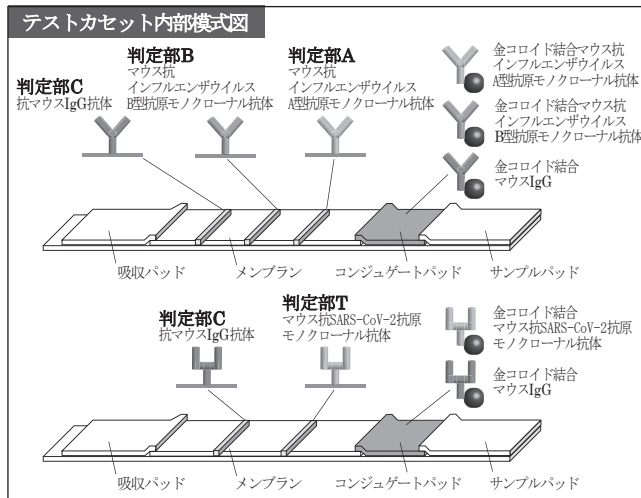 テストカセット内部模式図
判定部C
抗マウスIgG抗体
判定部B
マウス抗
インフルエンザウイルス
B型抗原モノクローナル抗体
判定部A
マウス抗
インフルエンザウイルス
A型抗原モノクローナル抗体
金コロイド結合マウス抗
インフルエンザウイルス
A型抗原モノクローナル抗体
金コロイド結合マウス抗
インフルエンザウイルス
B型抗原モノクローナル抗体
金コロイド結合
マウスIgG
吸収パッド
メンブラン
コンジュゲートパッド
サンプルパッド
判定部C
抗マウスIgG抗体
判定部T
マウス抗SARS-CoV-2抗原
モノクローナル抗体
金コロイド結合
マウス抗SARS-CoV-2抗原
モノクローナル抗体
金コロイド結合
マウスIgG
吸収パッド
メンブラン
コンジュゲートパッド
サンプルパッド